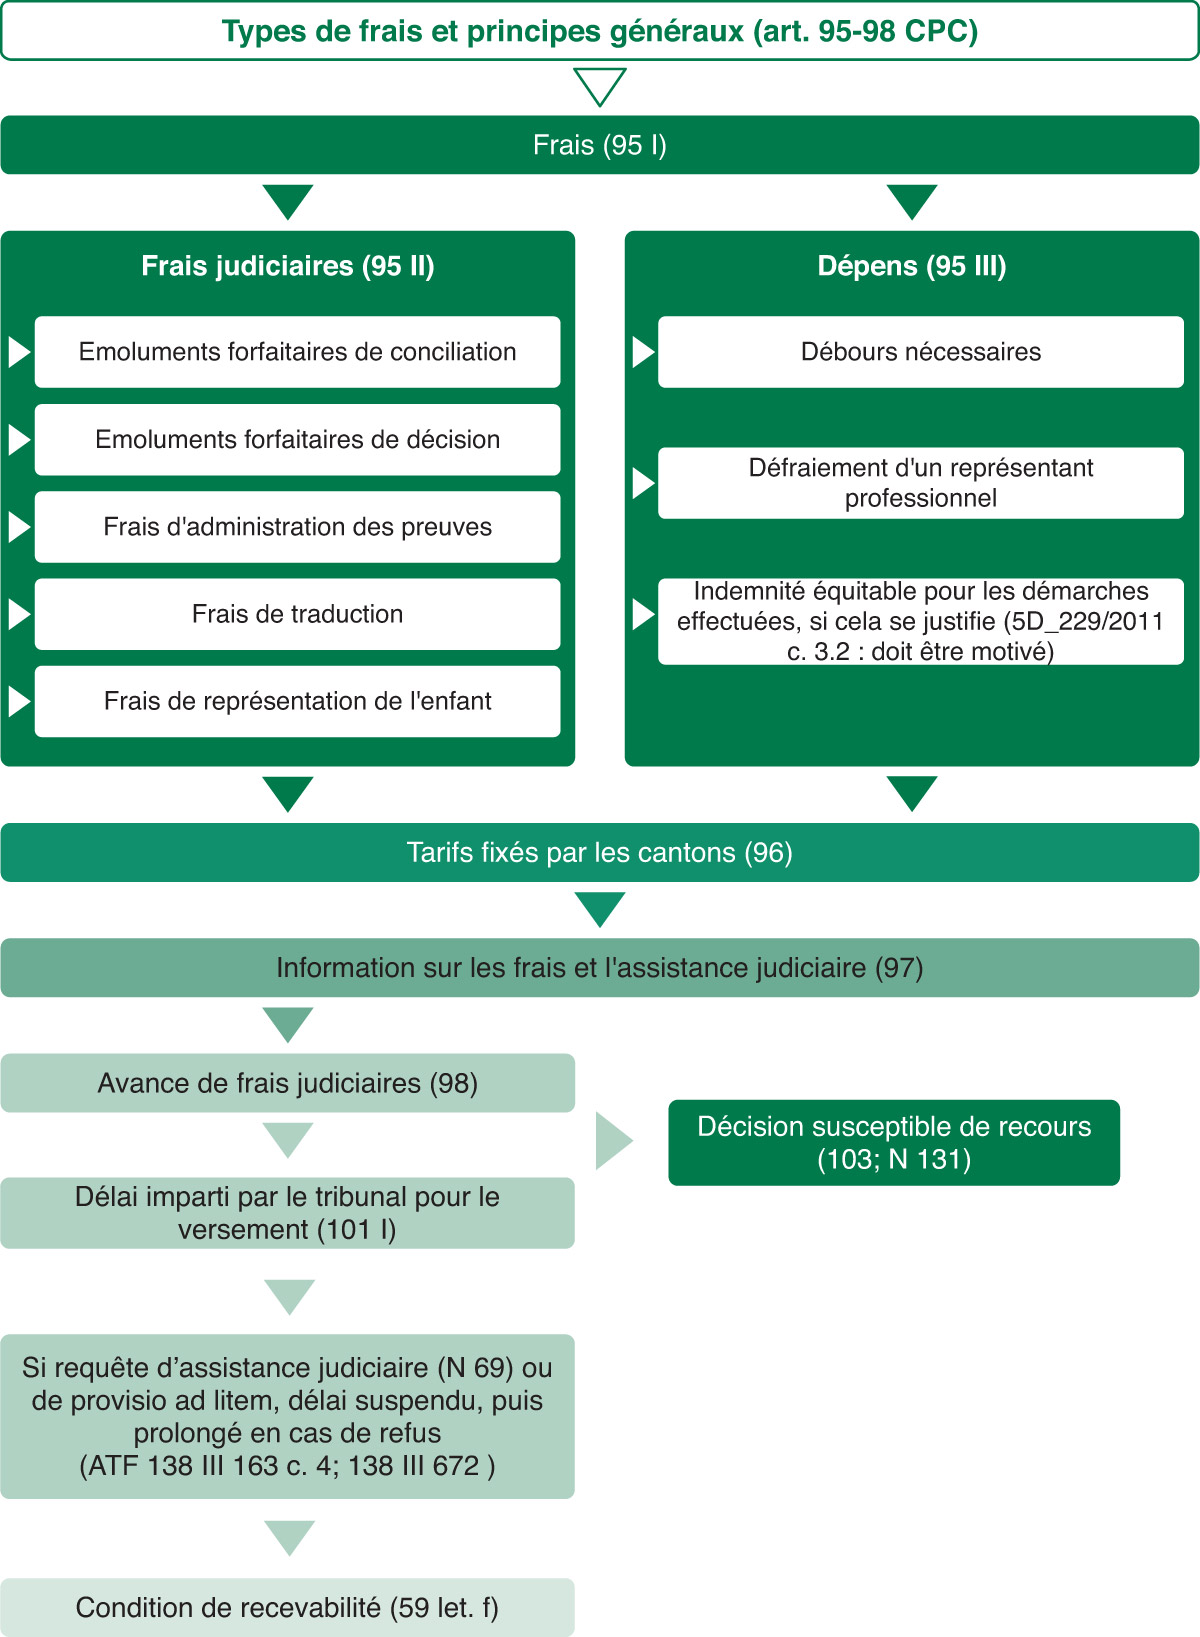 Types de frais et principes généraux (art. 95-98 CPC)
Frais (95 I)
Frais judiciaires (95 II)
Emoluments forfaitaires de conciliation
Emoluments forfaitaires de décision
Frais d'administration des preuves
Frais de traduction
Frais de représentation de l'enfant
Dépens (95 III)
Débours nécessaires
Défraiement d'un représentant
professionnel
Indemnité équitable pour les démarches
effectuées, si cela se justifie (5D_229/2011
c. 3.2 : doit être motivé)
Tarifs fixés par les cantons (96)
Information sur les frais et l'assistance judiciaire (97)
Avance de frais judiciaires (98)
Décision susceptible de recours
(103; N 131)
Délai imparti par le tribunal pour le
versement (101 I)
Si requête d’assistance judiciaire (N 69) ou
de provisio ad litem, délai suspendu, puis
prolongé en cas de refus
(ATF 138 III 163 c. 4; 138 III 672 )
Condition de recevabilité (59 let. f)